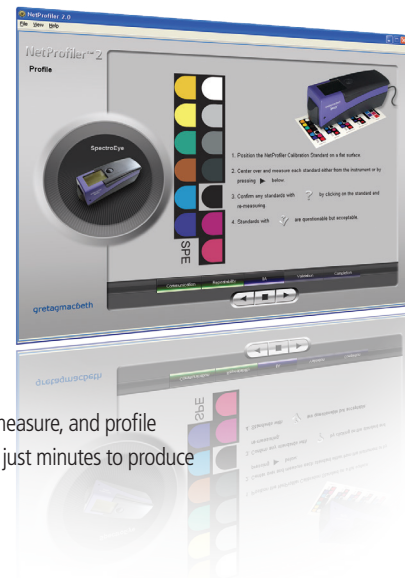 NetProfiler 2.0
File View Help
NetProfiler™ 2
Profile
SpectroEye
SPE
1. Position the NetProfiler Calibration Standard on a flat surface.
2. Center over and measure each standard either from the instrument or by
pressing ▶ below.
3. Confirm any standards with ? by clicking on the standard and
re-measuring.
4. Standards with ? are questionable but acceptable.
Communication Repeatability Validation Completion
gretagmacbeth
measure, and profile
just minutes to produce